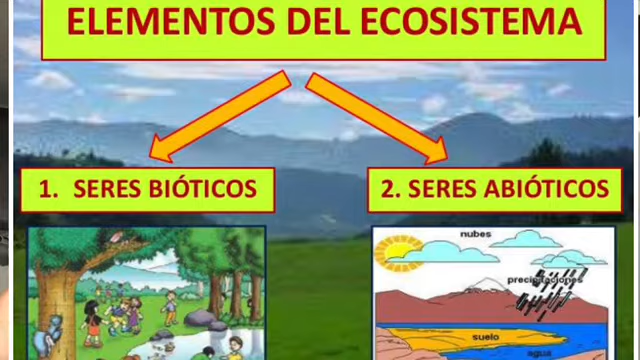 ELEMENTOS DEL ECOSISTEMA
1. SERES BIÓTICOS
2. SERES ABIÓTICOS
nubes
precipitaciones
suelo
agua